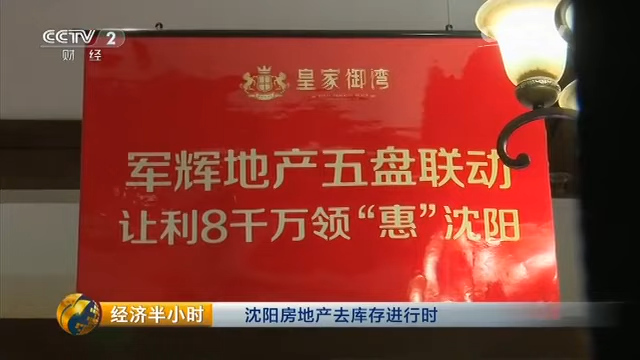 CCTV 2
财经
皇家御湾
军辉地产五盘联动
让利8千万领“惠”沈阳
经济半小时
沈阳房地产去库存进行时